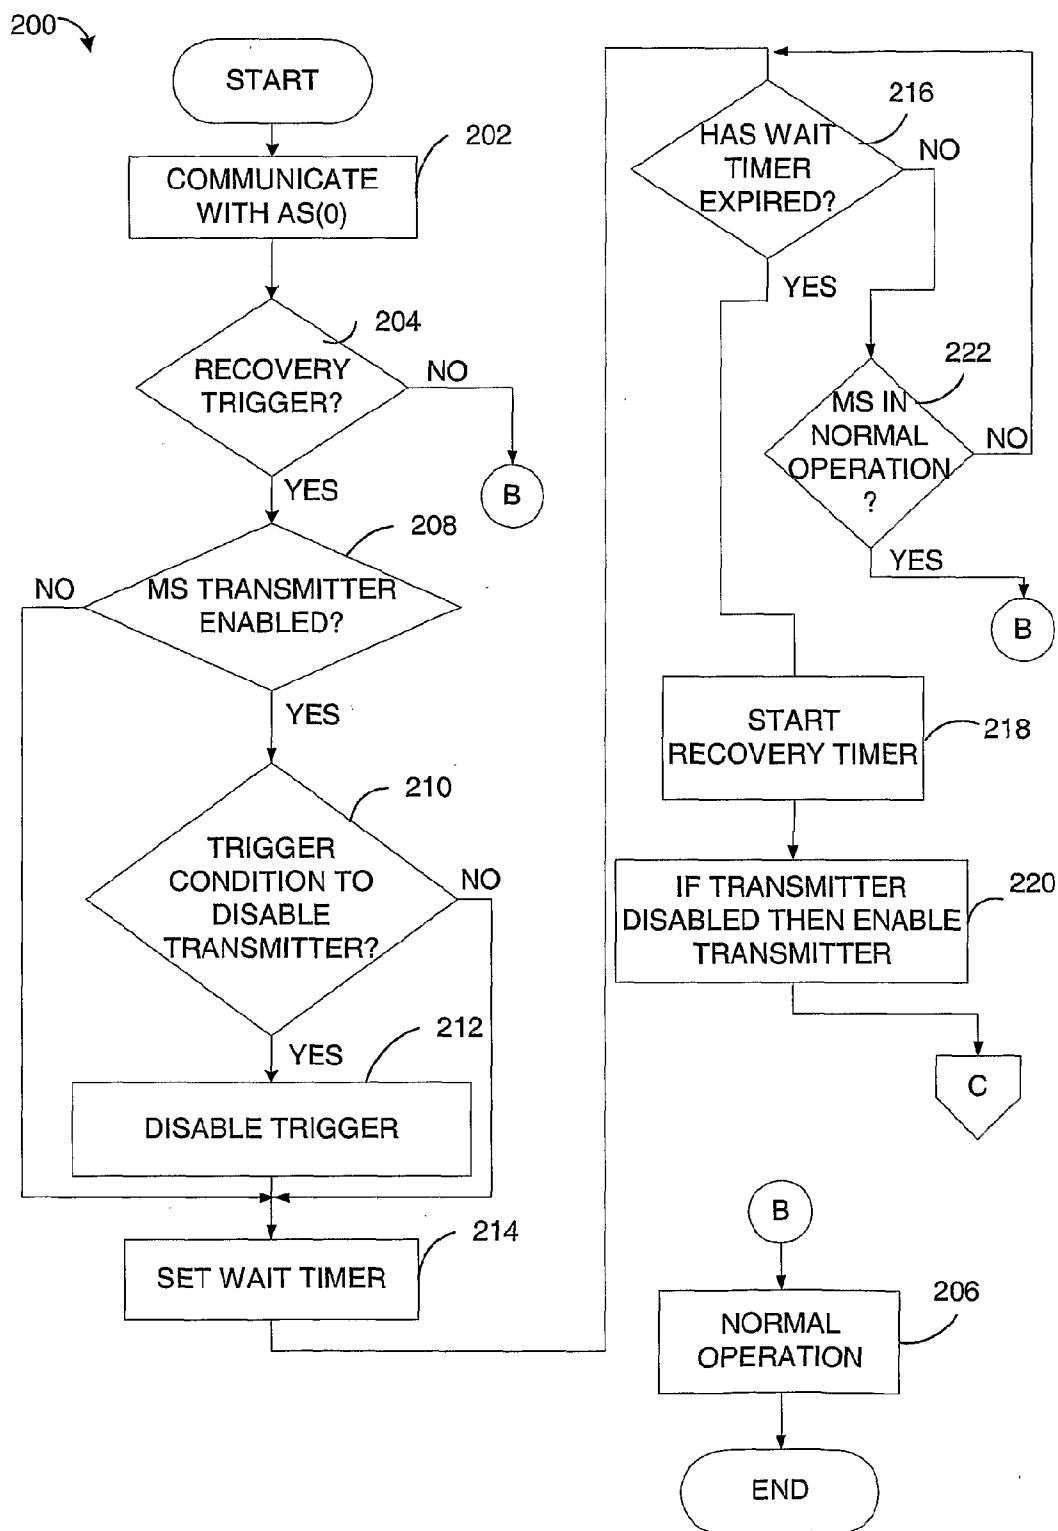 200
START
202
COMMUNICATE
WITH AS(0)
204
RECOVERY
TRIGGER?
NO
B
YES
208
NO
MS TRANSMITTER
ENABLED?
YES
210
TRIGGER
CONDITION TO
DISABLE
TRANSMITTER?
NO
212
YES
DISABLE TRIGGER
214
SET WAIT TIMER
216
HAS WAIT
TIMER
EXPIRED?
NO
YES
222
MS IN
NORMAL
OPERATION
?
NO
YES
B
START
RECOVERY TIMER
218
IF TRANSMITTER
DISABLED THEN ENABLE
TRANSMITTER
220
C
B
206
NORMAL
OPERATION
END